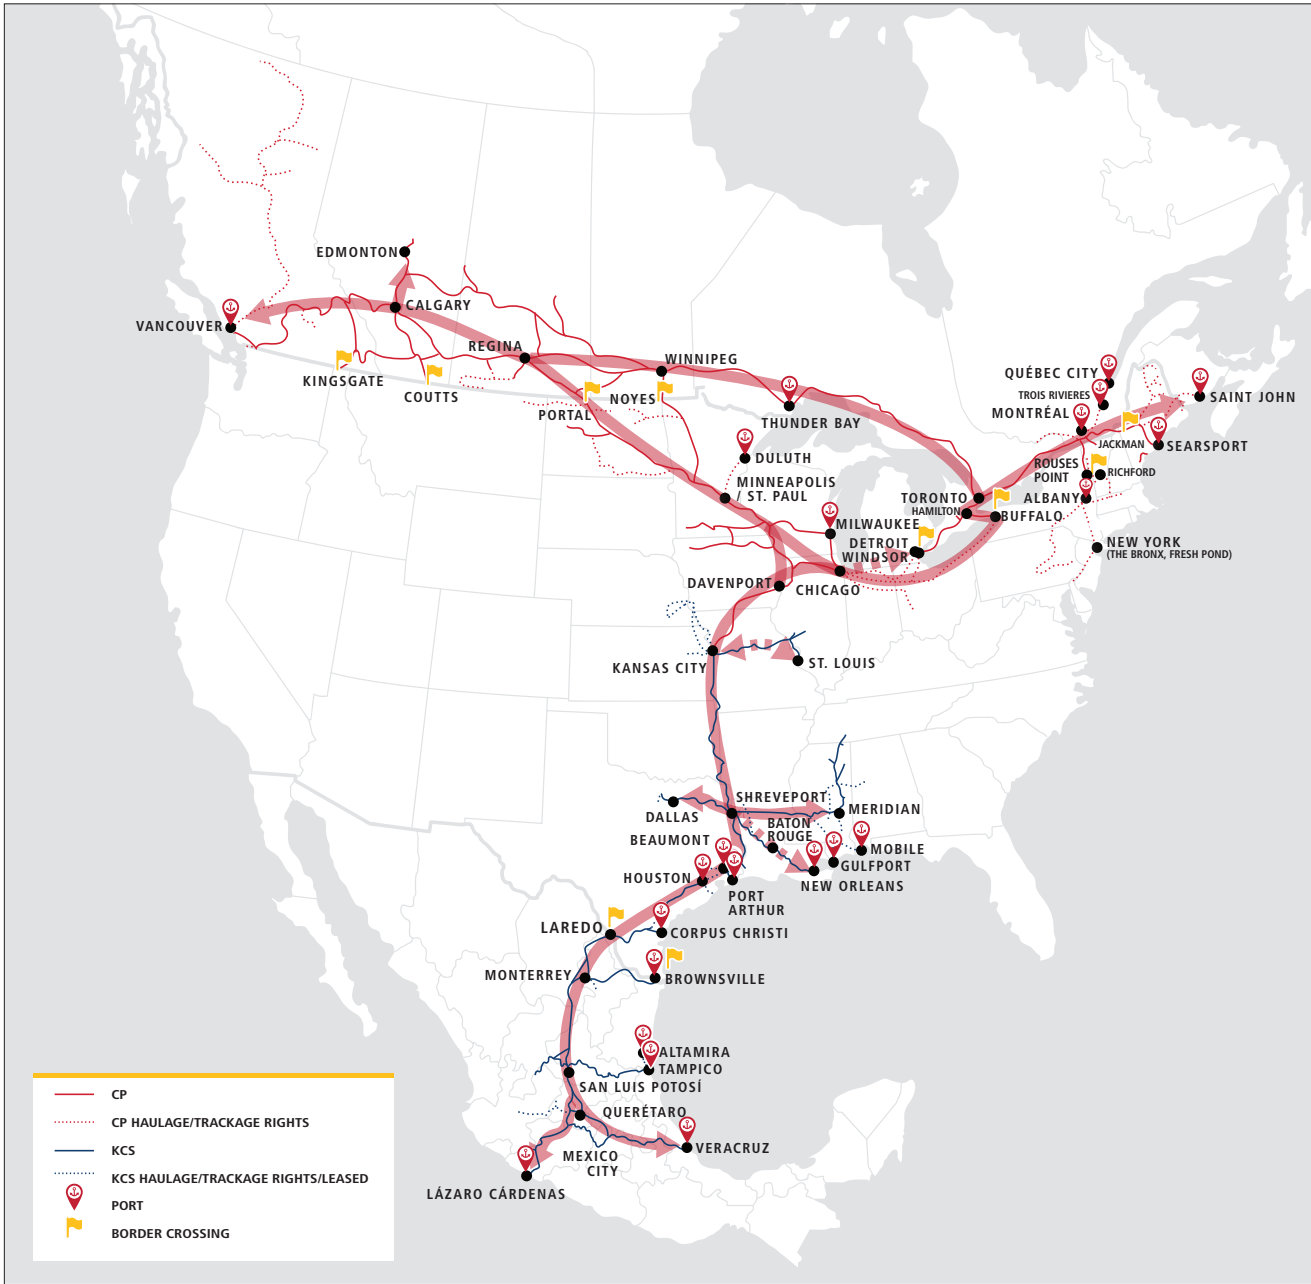 EDMONTON
CALGARY
VANCOUVER
REGINA
WINNIPEG
KINGSGATE
COUTTS
PORTAL
NOYES
THUNDER BAY
DULUTH
MINNEAPOLIS
/ ST. PAUL
QUÉBEC CITY
TROIS RIVIERES
MONTRÉAL
SAINT JOHN
JACKMAN
SEARSPORT
ROUSES
POINT
RICHFORD
ALBANY
TORONTO
HAMILTON
BUFFALO
MILWAUKEE
DETROIT
WINDSOR
NEW YORK
(THE BRONX, FRESH POND)
DAVENPORT
CHICAGO
KANSAS CITY
ST. LOUIS
SHREVEPORT
DALLAS
MERIDIAN
BATON
ROUGE
BEAUMONT
MOBILE
GULFPORT
HOUSTON
NEW ORLEANS
PORT
ARTHUR
LAREDO
CORPUS CHRISTI
MONTERREY
BROWNSVILLE
ALTAMIRA
TAMPICO
SAN LUIS POTOSÍ
QUERÉTARO
MEXICO
CITY
VERACRUZ
LÁZARO CÁRDENAS
CP
CP HAULAGE/TRACKAGE RIGHTS
KCS
KCS HAULAGE/TRACKAGE RIGHTS/LEASED
PORT
BORDER CROSSING